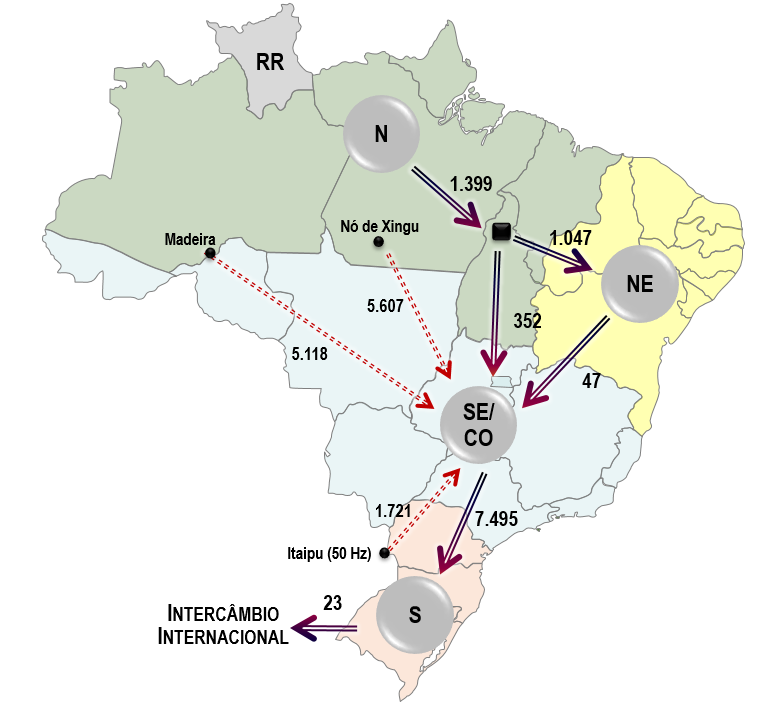 RR
N
1.399
Nó de Xingu
Madeira
1.047
NE
5.607
352
5.118
47
SE/
CO
1.721
7.495
Itaipu (50 Hz)
23
S
INTERCÂMBIO
INTERNACIONAL